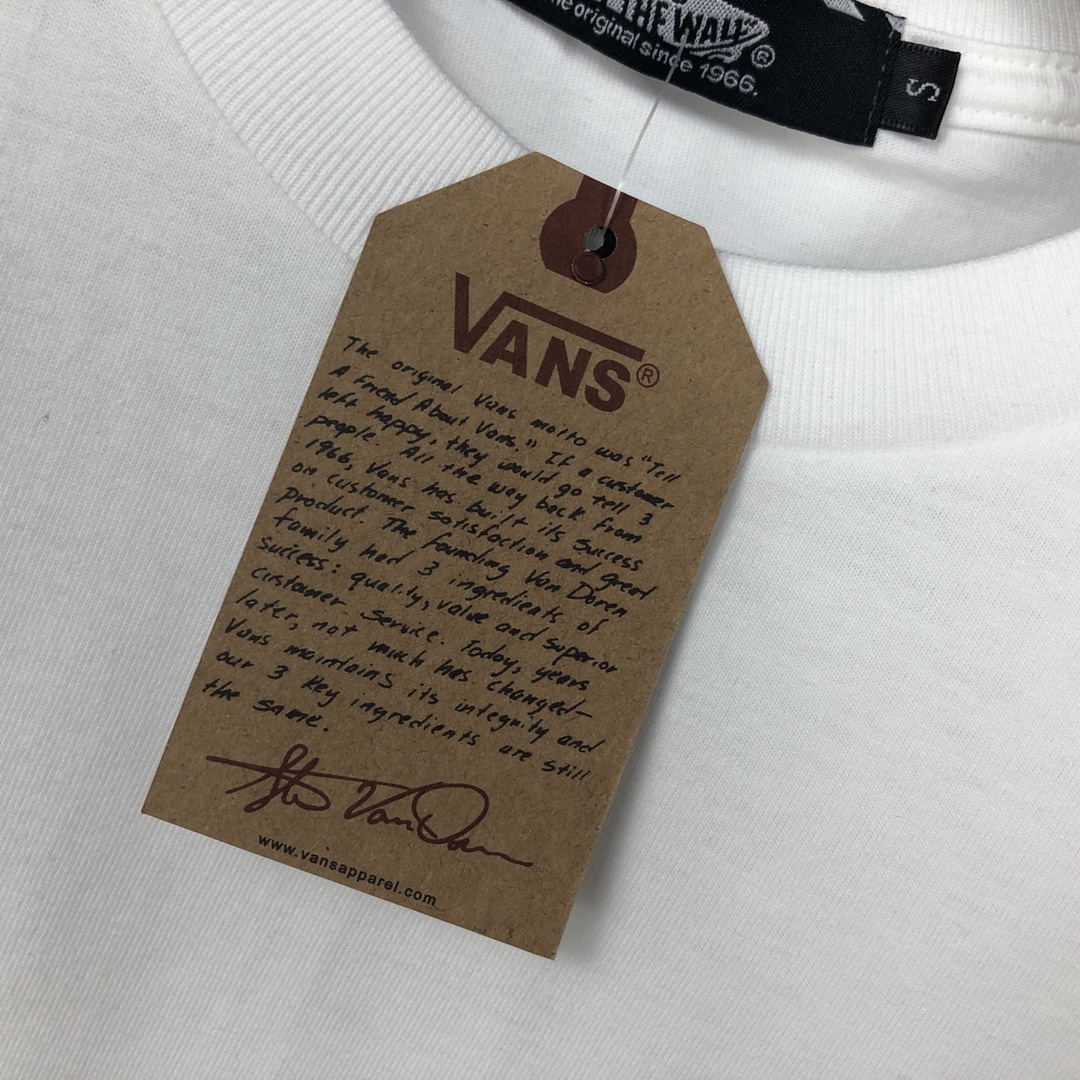 THE WALL®
the original since 1966.
S
VANS®
The original Vans motto was "Tell
A Friend About Vans." If a customer
left happy, they would go tell 3
people. All the way back from
1966, Vans has built its success
on customer satisfaction and great
product. The founding Van Doren
family had 3 ingredients of
success: quality, value and superior
customer service. Today, years
later, not much has changed-
Vans maintains its integrity and
our 3 key ingredients are still
the same.
www.vansapparel.com